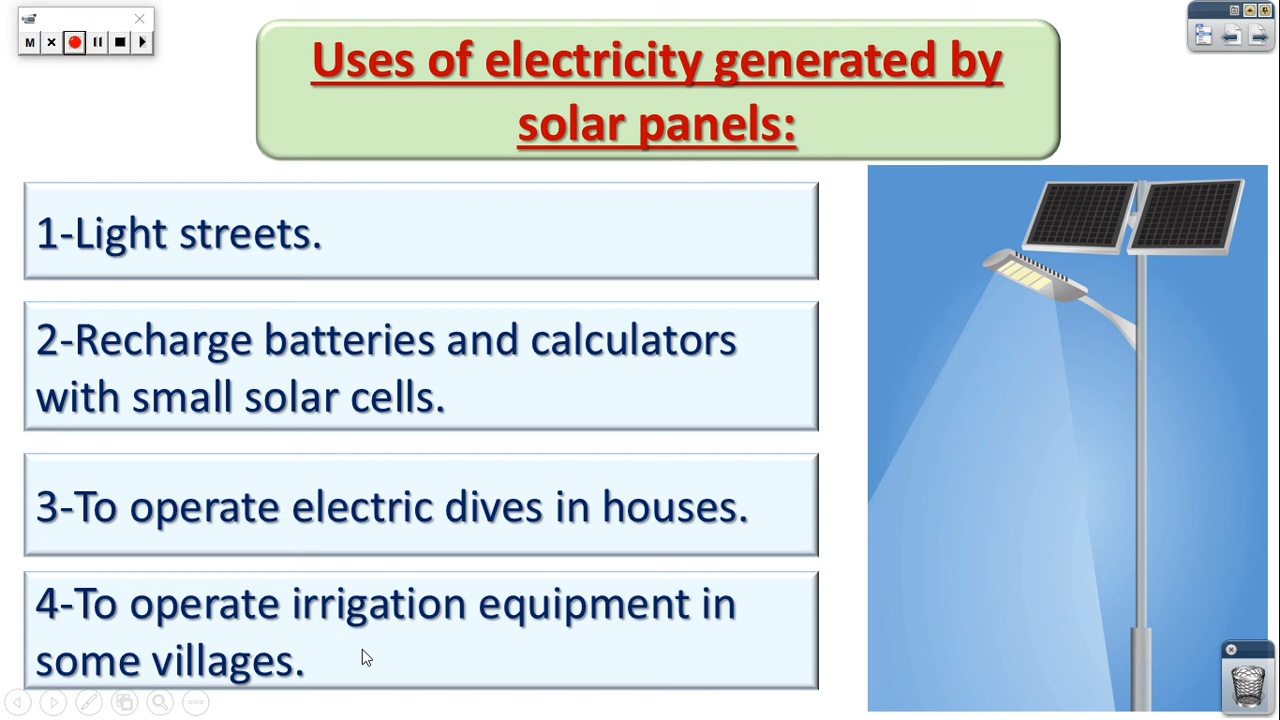 M
Uses of electricity generated by
solar panels:
1-Light streets.
2-Recharge batteries and calculators
with small solar cells.
3-To operate electric dives in houses.
4-To operate irrigation equipment in
some villages.